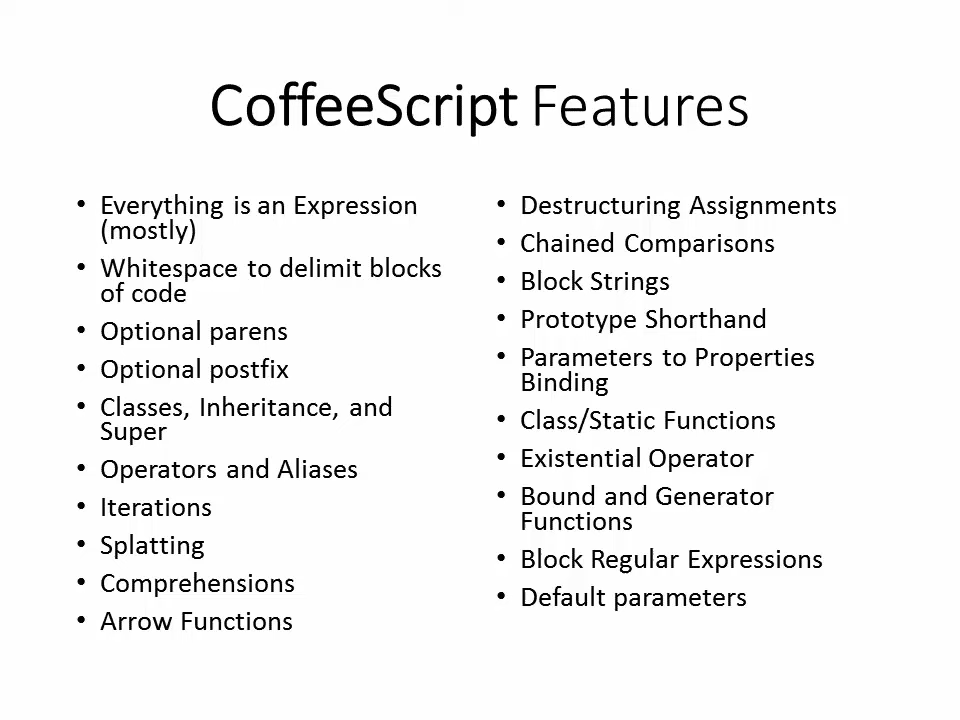 CoffeeScript Features
• Everything is an Expression
(mostly)
• Whitespace to delimit blocks
of code
• Optional parens
• Optional postfix
• Classes, Inheritance, and
Super
• Operators and Aliases
• Iterations
• Splatting
• Comprehensions
• Arrow Functions
• Destructuring Assignments
• Chained Comparisons
• Block Strings
• Prototype Shorthand
• Parameters to Properties
Binding
• Class/Static Functions
• Existential Operator
• Bound and Generator
Functions
• Block Regular Expressions
• Default parameters